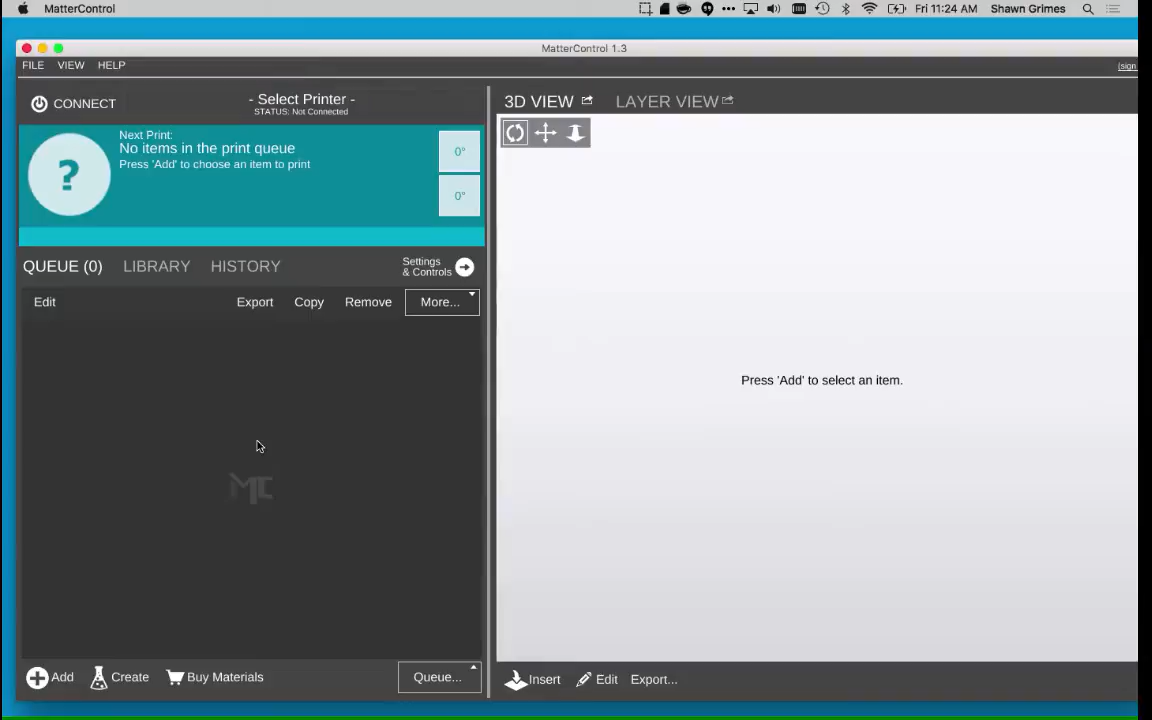 MatterControl
Fri 11:24 AM
Shawn Grimes
MatterControl 1.3
FILE
VIEW
HELP
(sign
CONNECT
- Select Printer -
STATUS: Not Connected
3D VIEW
LAYER VIEW
Next Print:
No items in the print queue
Press 'Add' to choose an item to print
?
0°
0°
QUEUE (0)
LIBRARY
HISTORY
Settings
& Controls
Edit
Export
Copy
Remove
More...
Press 'Add' to select an item.
MC
Add
Create
Buy Materials
Queue...
Insert
Edit
Export...